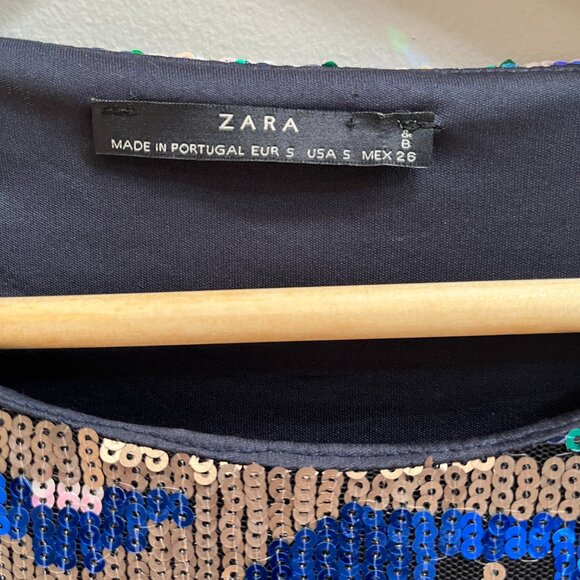 ZARA
MADE IN PORTUGAL EUR S USA S MEX 26
&
B